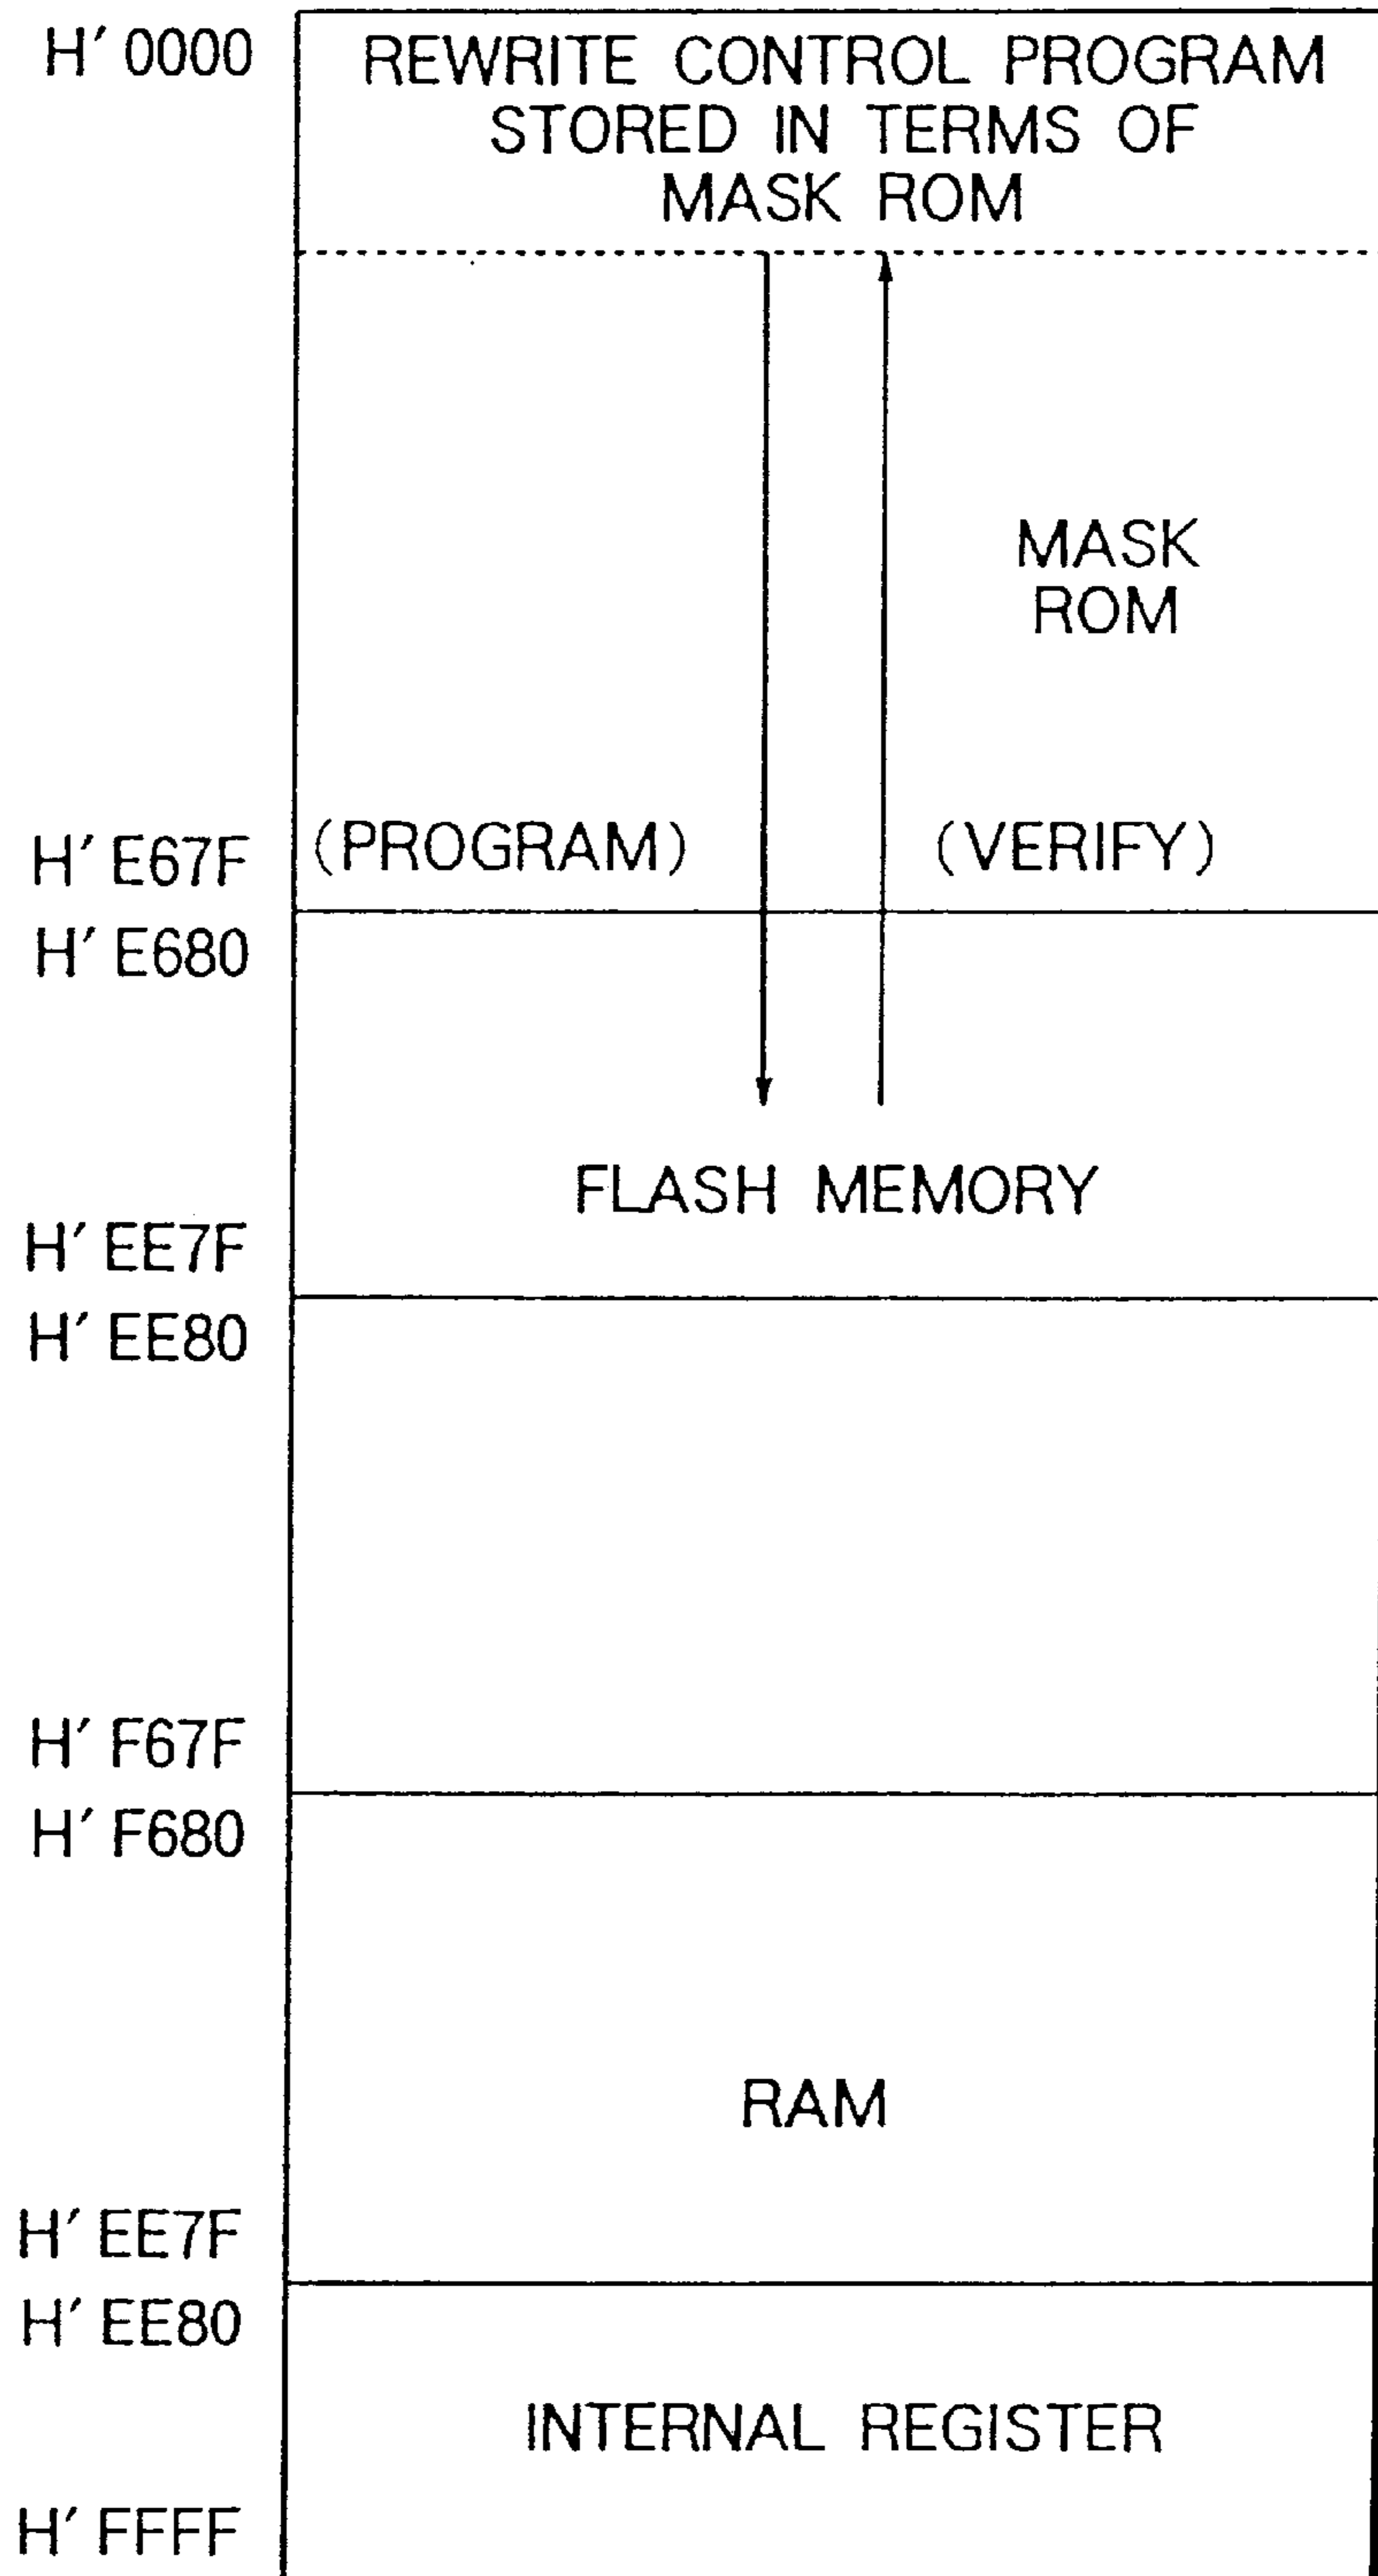 H' 0000
REWRITE CONTROL PROGRAM
STORED IN TERMS OF
MASK ROM
MASK
ROM
H' E67F
(PROGRAM)
(VERIFY)
H' E680
FLASH MEMORY
H' EE7F
H' EE80
H' F67F
H' F680
RAM
H' EE7F
H' EE80
INTERNAL REGISTER
H' FFFF